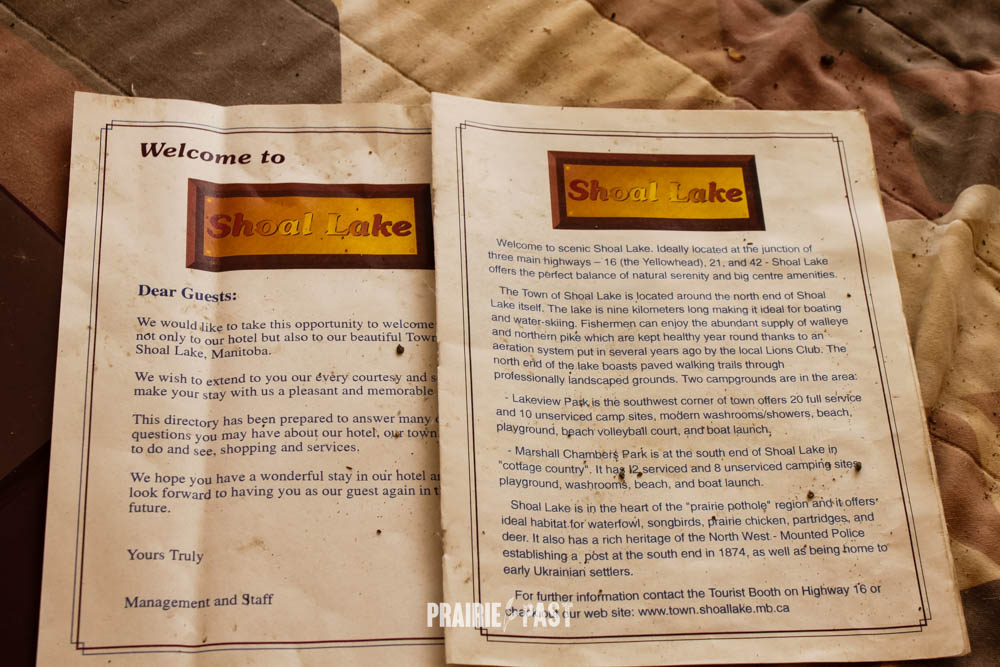 Welcome to
Shoal Lake
Dear Guests:
We would like to take this opportunity to welcome
not only to our hotel but also to our beautiful Town
Shoal Lake, Manitoba.
We wish to extend to you our every courtesy and
make your stay with us a pleasant and memorable
This directory has been prepared to answer many
questions you may have about our hotel, our town,
to do and see, shopping and services.
We hope you have a wonderful stay in our hotel
look forward to having you as our guest again in
future.
Yours Truly
Management and Staff
Shoal Lake
Welcome to scenic Shoal Lake. Ideally located at the junction of
three main highways – 16 (the Yellowhead), 21, and 42 - Shoal Lake
offers the perfect balance of natural serenity and big centre amenities.
The Town of Shoal Lake is located around the north end of Shoal
Lake itself. The lake is nine kilometers long making it ideal for boating
and water-skiing. Fishermen can enjoy the abundant supply of walleye
and northern pike which are kept healthy year round thanks to an
aeration system put in several years ago by the local Lions Club. The
north end of the lake boasts paved walking trails through
professionally landscaped grounds. Two campgrounds are in the area:
- Lakeview Park is the southwest corner of town offers 20 full service
and 10 unserviced camp sites, modern washrooms/showers, beach,
playground, beach volleyball court, and boat launch.
- Marshall Chambers Park is at the south end of Shoal Lake in
"cottage country". It has 12 serviced and 8 unserviced camping sites,
playground, washrooms, beach, and boat launch.
Shoal Lake is in the heart of the "prairie pothole" region and it offers
ideal habitat for waterfowl, songbirds, prairie chicken, partridges, and
deer. It also has a rich heritage of the North West - Mounted Police
establishing a post at the south end in 1874, as well as being home to
early Ukrainian settlers.
For further information contact the Tourist Booth on Highway 16 or
check out our web site: www.town.shoallake.mb.ca
PRAIRIE PAST